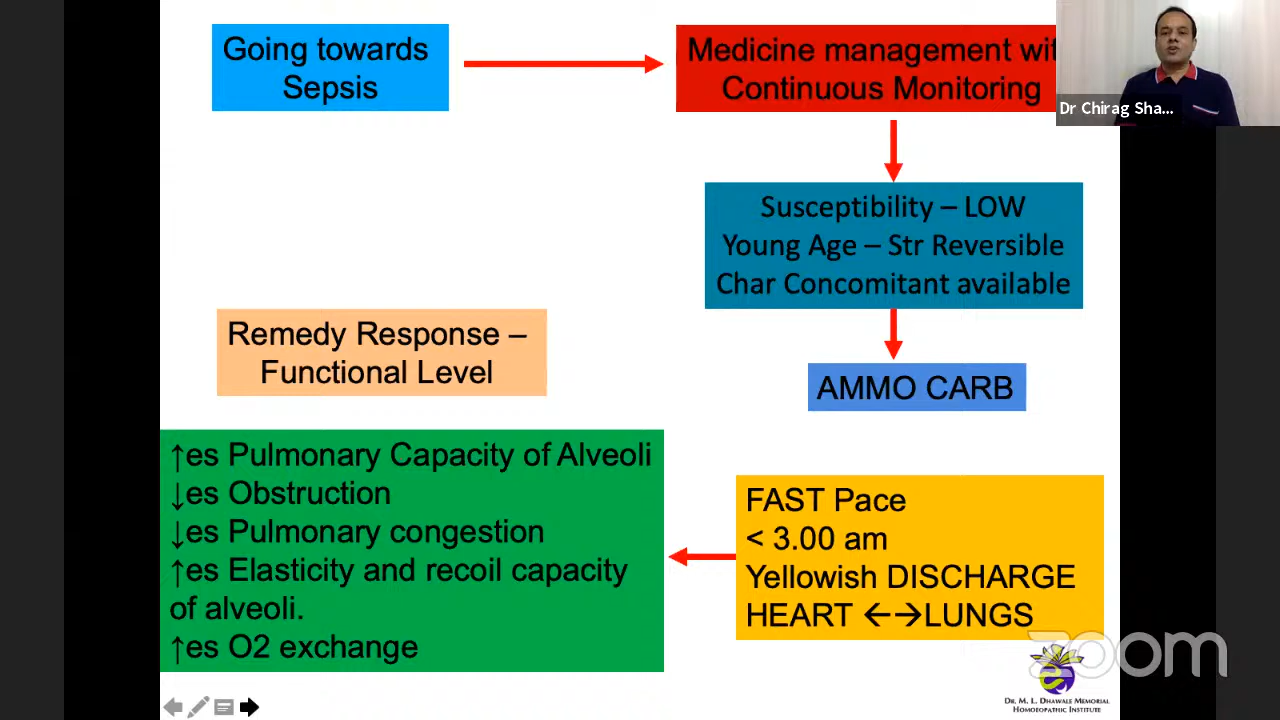 Going towards
Sepsis
Medicine management wit
Continuous Monitoring
Dr Chirag Sha...
Susceptibility – LOW
Young Age – Str Reversible
Char Concomitant available
Remedy Response –
Functional Level
AMMO CARB
↑es Pulmonary Capacity of Alveoli
↓es Obstruction
↓es Pulmonary congestion
↑es Elasticity and recoil capacity
of alveoli.
↑es O2 exchange
FAST Pace
< 3.00 am
Yellowish DISCHARGE
HEART ←→LUNGS
zoom
Dr. M. L. Dhawale Memorial
Homoeopathic Institute